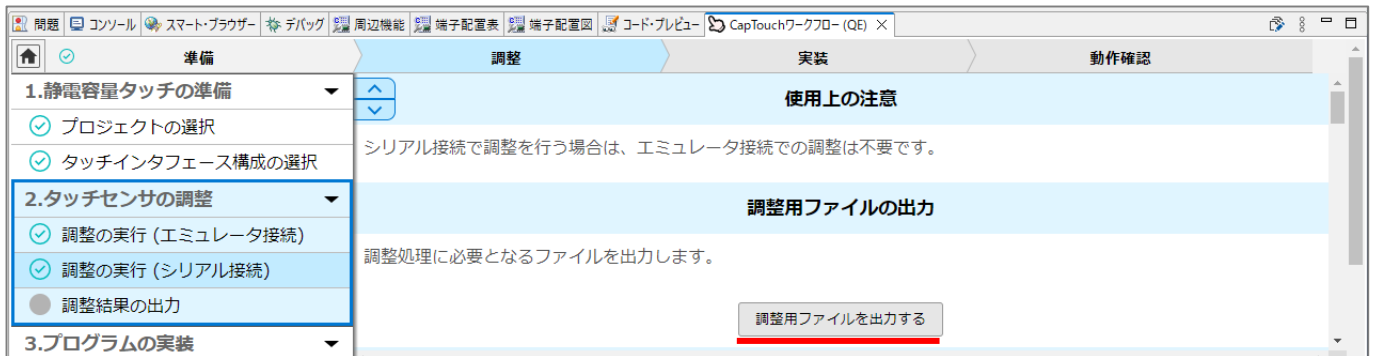 問題 コンソール スマート・ブラウザー デバッグ 周辺機能 端子配置表 端子配置図 コード・プレビュー CapTouchワークフロー (QE)
準備 調整 実装 動作確認
1.静電容量タッチの準備
プロジェクトの選択
タッチインタフェース構成の選択
2.タッチセンサの調整
調整の実行 (エミュレータ接続)
調整の実行 (シリアル接続)
調整結果の出力
3.プログラムの実装
使用上の注意
シリアル接続で調整を行う場合は、エミュレータ接続での調整は不要です。
調整用ファイルの出力
調整処理に必要となるファイルを出力します。
調整用ファイルを出力する